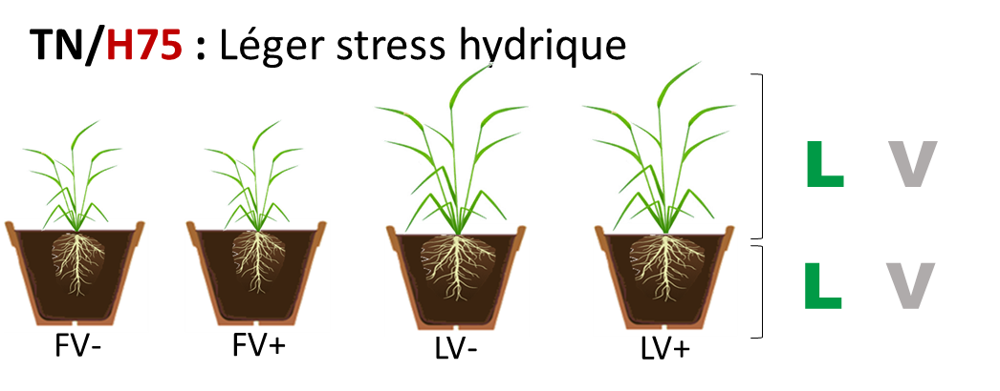 TN/H75 : Léger stress hydrique
L V
L V
FV- FV+ LV- LV+